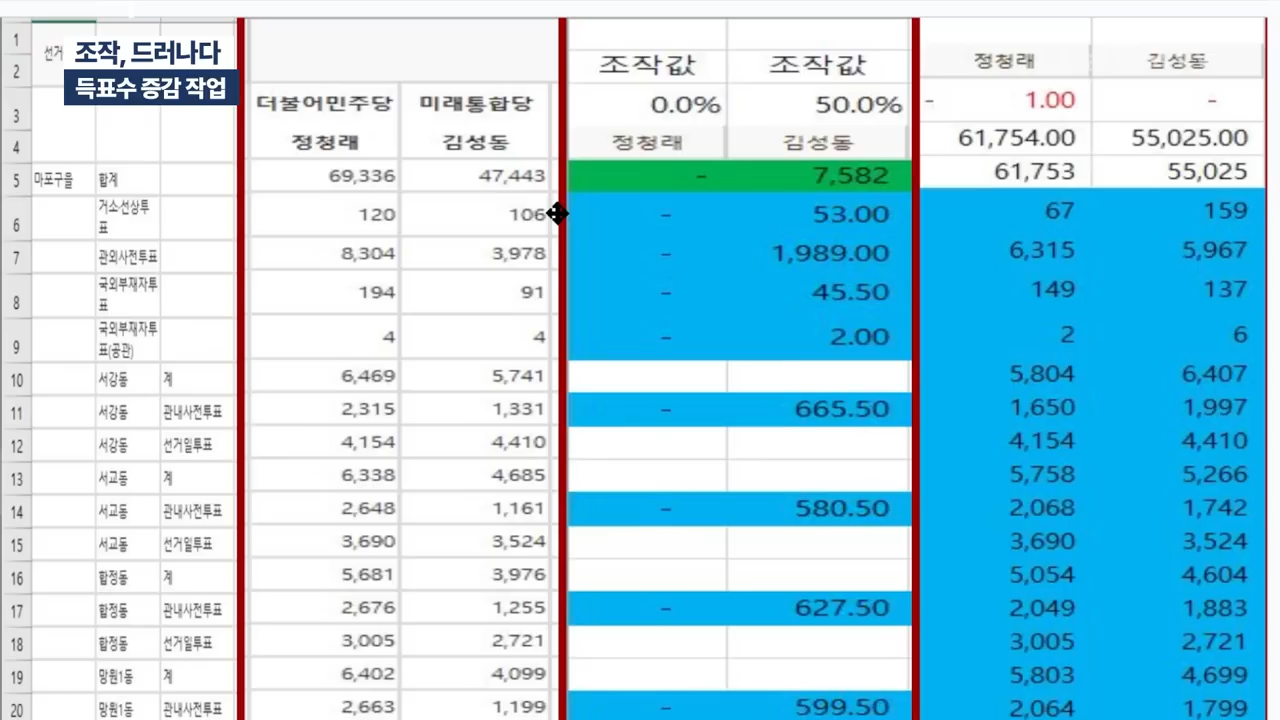 조작, 드러나다
득표수 증감 작업
선거
조작값 조작값 정청래 김성동
더불어민주당 미래통합당 0.0% 50.0% - 1.00 -
정청래 김성동 정청래 김성동 61,754.00 55,025.00
1
2
3
4
5 마포구을 합계 69,336 47,443 - 7,582 61,753 55,025
6 거소·선상투표 120 106 - 53.00 67 159
7 관외사전투표 8,304 3,978 - 1,989.00 6,315 5,967
8 국외부재자투표 194 91 - 45.50 149 137
9 국외부재자투표(공관) 4 4 - 2.00 2 6
10 서강동 계 6,469 5,741 5,804 6,407
11 서강동 관내사전투표 2,315 1,331 - 665.50 1,650 1,997
12 서강동 선거일투표 4,154 4,410 4,154 4,410
13 서교동 계 6,338 4,685 5,758 5,266
14 서교동 관내사전투표 2,648 1,161 - 580.50 2,068 1,742
15 서교동 선거일투표 3,690 3,524 3,690 3,524
16 합정동 계 5,681 3,976 5,054 4,604
17 합정동 관내사전투표 2,676 1,255 - 627.50 2,049 1,883
18 합정동 선거일투표 3,005 2,721 3,005 2,721
19 망원1동 계 6,402 4,099 5,803 4,699
20 망원1동 관내사전투표 2,663 1,199 - 599.50 2,064 1,799